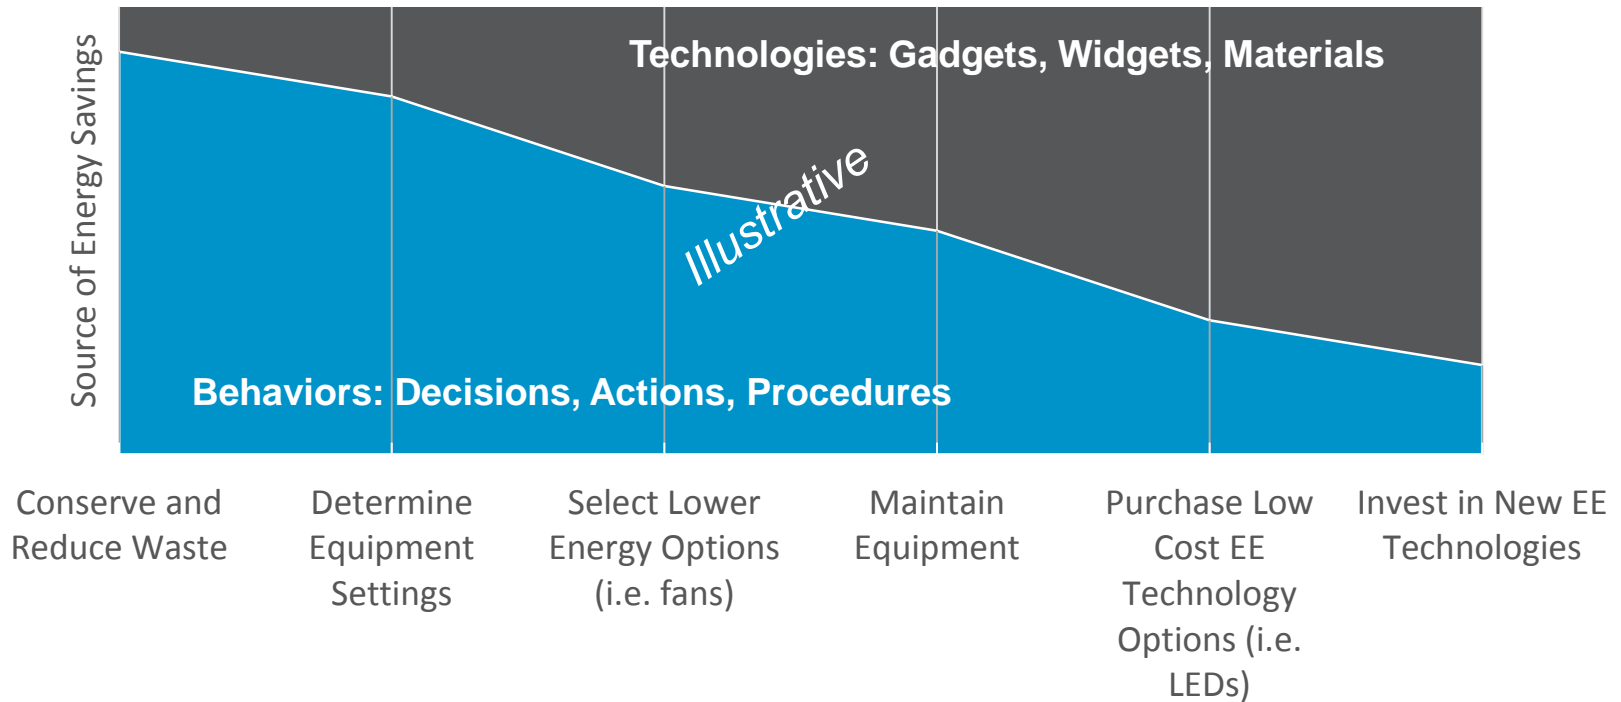 Technologies: Gadgets, Widgets, Materials
Source of Energy Savings
Illustrative
Behaviors: Decisions, Actions, Procedures
Conserve and
Reduce Waste
Determine
Equipment
Settings
Select Lower
Energy Options
(i.e. fans)
Maintain
Equipment
Purchase Low
Cost EE
Technology
Options (i.e.
LEDs)
Invest in New EE
Technologies